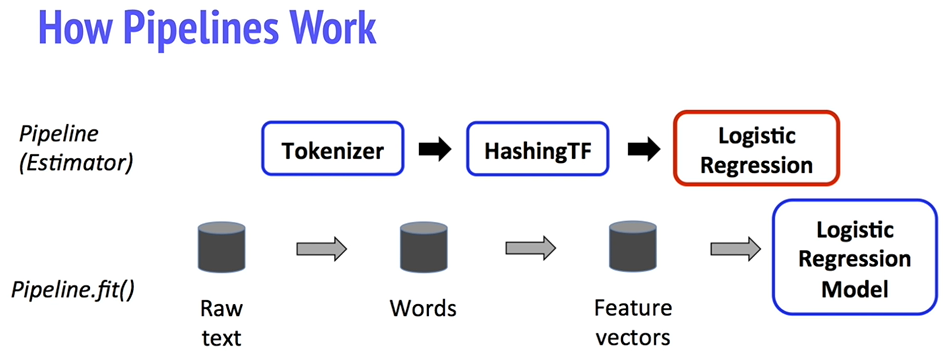 How Pipelines Work
Pipeline
(Estimator)
Tokenizer
HashingTF
Logistic
Regression
Pipeline.fit()
Raw
text
Words
Feature
vectors
Logistic
Regression
Model